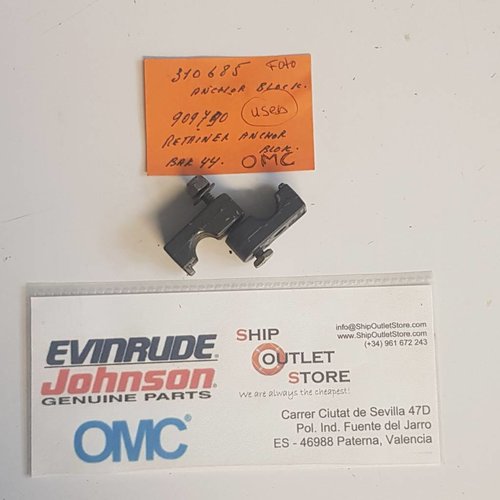 310685 Foto
ANCHOR BLOCK.
909790 USED
RETAINER ANCHOR
BLOK.
BAK 44. OMC
EVINRUDE
Johnson
GENUINE PARTS
OMC
SHIP
OUTLET
STORE
We are always the cheapest!
info@ShipOutletStore.com
www.ShipOutletStore.com
(+34) 961 672 243
Carrer Ciutat de Sevilla 47D
Pol. Ind. Fuente del Jarro
ES - 46988 Paterna, Valencia